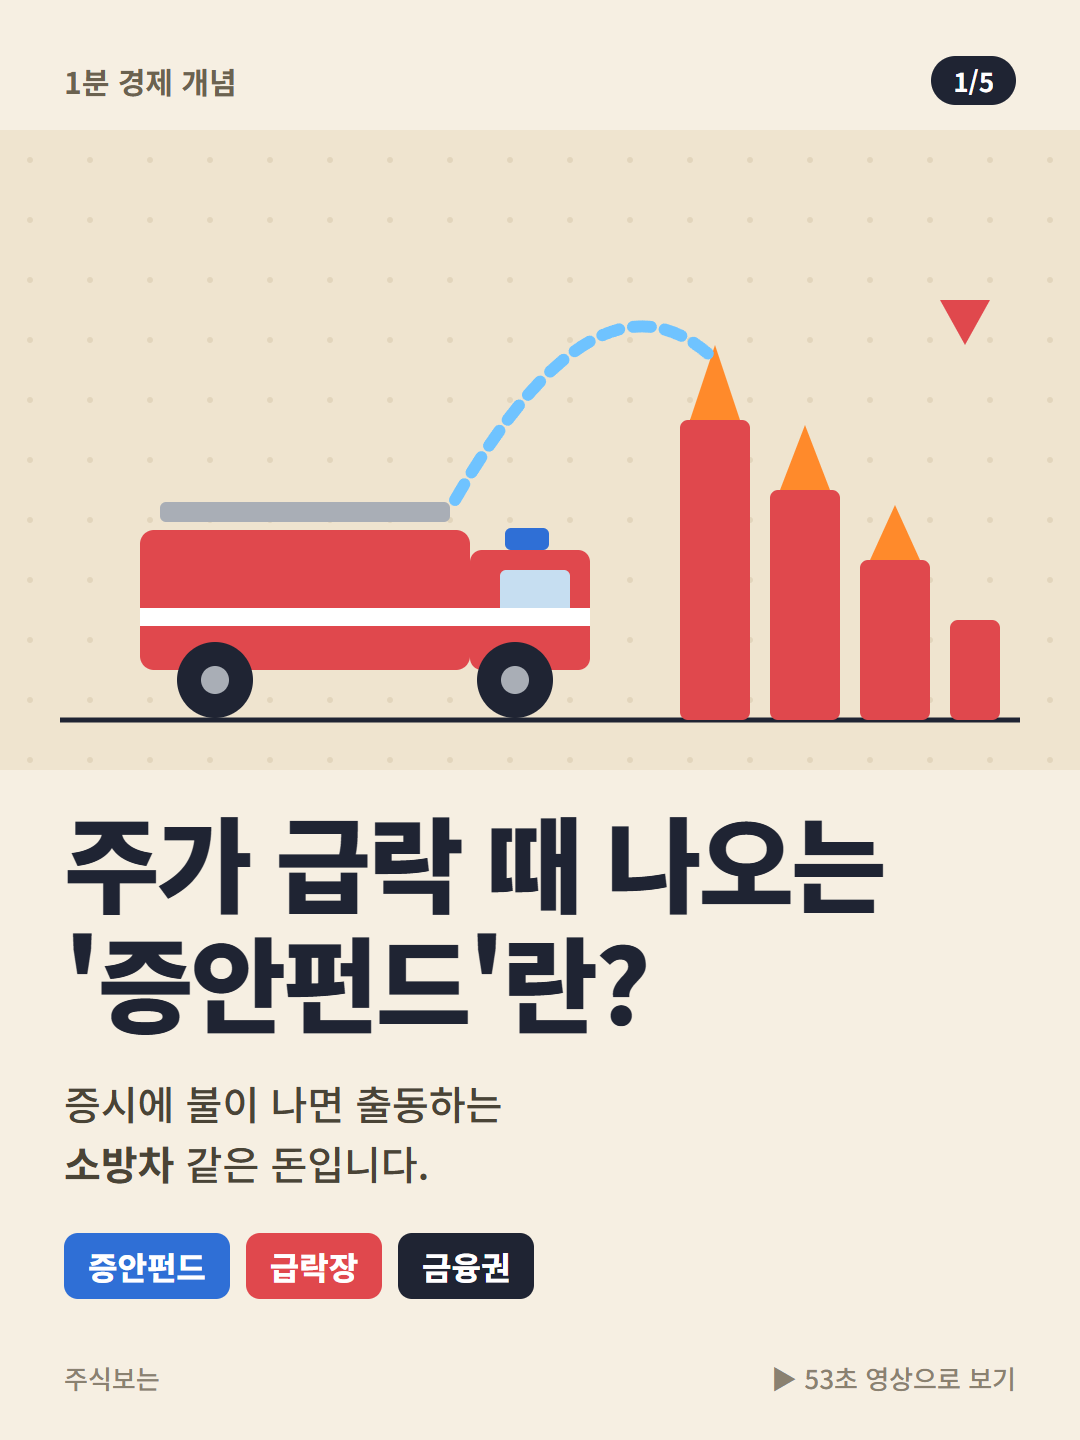 1분 경제 개념
1/5
주가 급락 때 나오는
'증안펀드'란?
증시에 불이 나면 출동하는
소방차 같은 돈입니다.
증안펀드
급락장
금융권
주식보는
▶ 53초 영상으로 보기